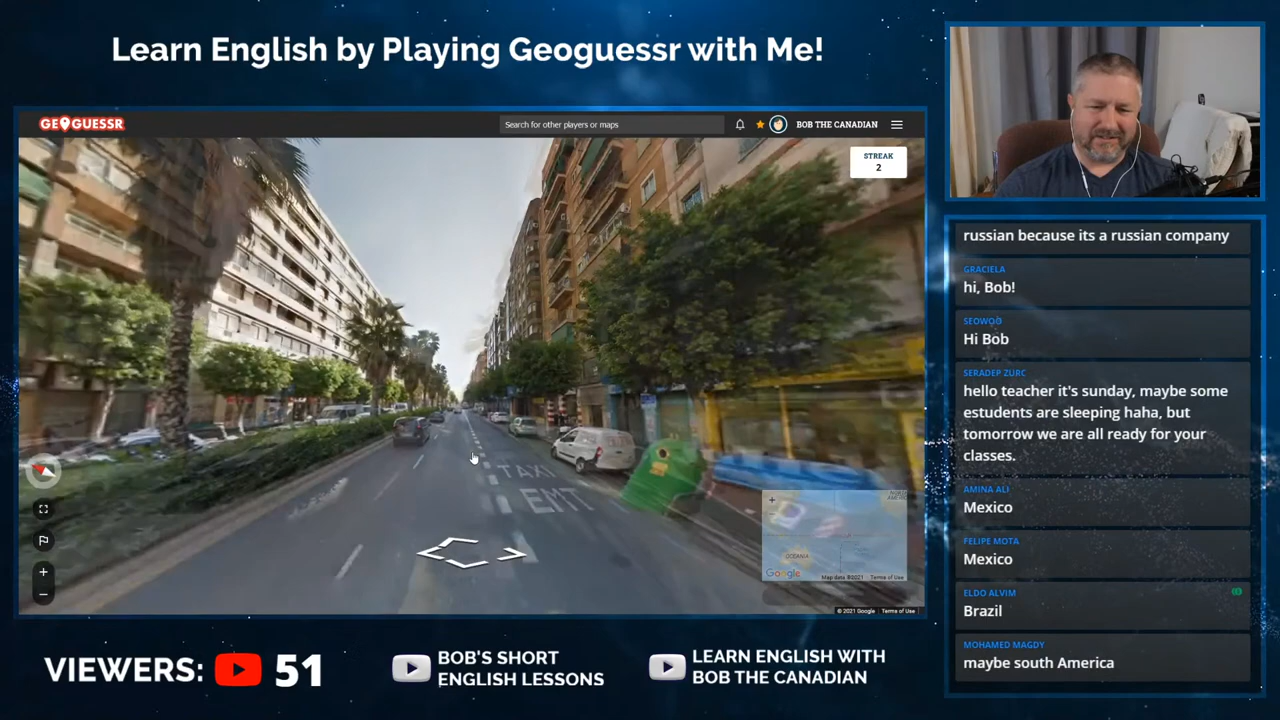 Learn English by Playing Geoguessr with Me!
GEOGUESSR
Search for other players or maps
BOB THE CANADIAN
STREAK
2
TAXI
EMT
OCEANIA
Google
Map data ©2021
Terms of Use
© 2021 Google
Terms of Use
russian because its a russian company
GRACIELA
hi, Bob!
SEOWOO
Hi Bob
SERADEP ZURC
hello teacher it's sunday, maybe some
estudents are sleeping haha, but
tomorrow we are all ready for your
classes.
AMINA ALI
Mexico
FELIPE MOTA
Mexico
ELDO ALVIM
Brazil
MOHAMED MAGDY
maybe south America
VIEWERS:
51
BOB'S SHORT
ENGLISH LESSONS
LEARN ENGLISH WITH
BOB THE CANADIAN